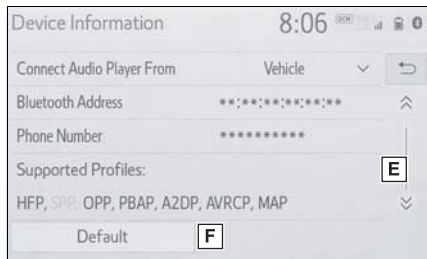 Device Information 8:06 DCM
Connect Audio Player From Vehicle
Bluetooth Address **:**:**:**:**:**
Phone Number **********
Supported Profiles:
E
HFP, SPP, OPP, PBAP, A2DP, AVRCP, MAP
Default F